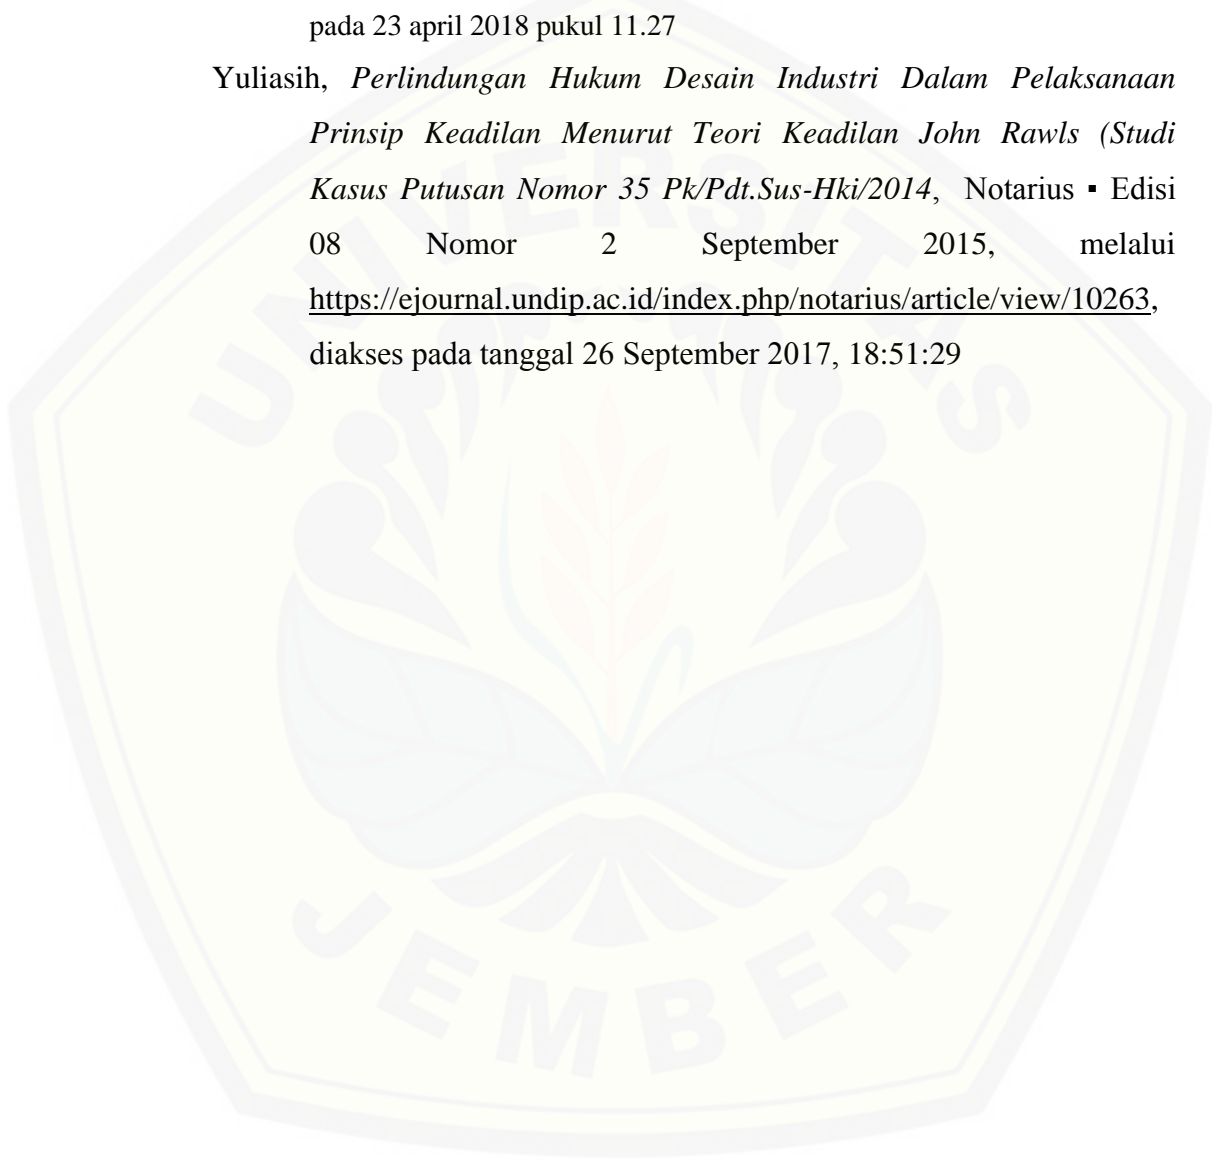 pada 23 april 2018 pukul 11.27
Yuliasih, Perlindungan Hukum Desain Industri Dalam Pelaksanaan
Prinsip Keadilan Menurut Teori Keadilan John Rawls (Studi
Kasus Putusan Nomor 35 Pk/Pdt.Sus-Hki/2014, Notarius ▪ Edisi
08 Nomor 2 September 2015, melalui
https://ejournal.undip.ac.id/index.php/notarius/article/view/10263,
diakses pada tanggal 26 September 2017, 18:51:29
UNIVERSITAS
JEMBER